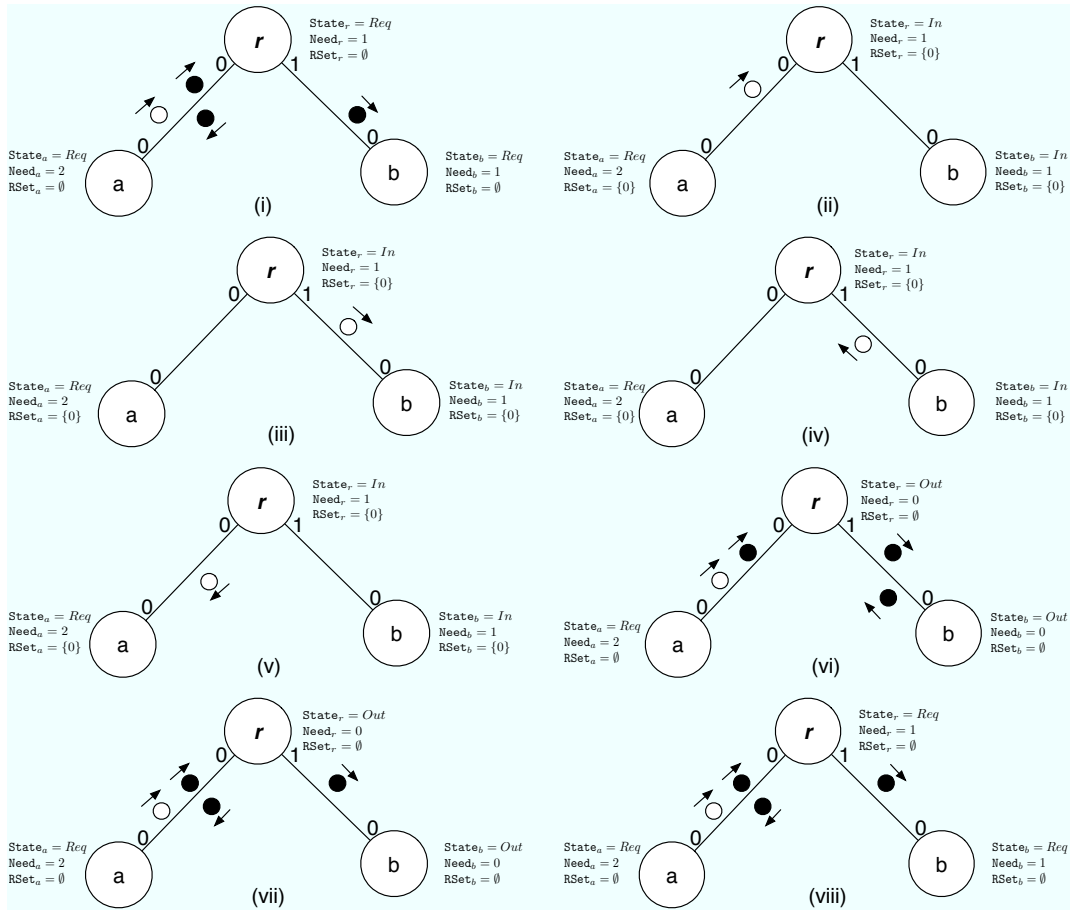 r
State_r = Req
Need_r = 1
RSet_r = ∅
0
1
0
0
State_a = Req
Need_a = 2
RSet_a = ∅
a
b
State_b = Req
Need_b = 1
RSet_b = ∅
(i)
r
State_r = In
Need_r = 1
RSet_r = {0}
0
1
0
0
State_a = Req
Need_a = 2
RSet_a = {0}
a
b
State_b = In
Need_b = 1
RSet_b = {0}
(ii)
r
State_r = In
Need_r = 1
RSet_r = {0}
0
1
0
0
State_a = Req
Need_a = 2
RSet_a = {0}
a
b
State_b = In
Need_b = 1
RSet_b = {0}
(iii)
r
State_r = In
Need_r = 1
RSet_r = {0}
0
1
0
0
State_a = Req
Need_a = 2
RSet_a = {0}
a
b
State_b = In
Need_b = 1
RSet_b = {0}
(iv)
r
State_r = In
Need_r = 1
RSet_r = {0}
0
1
0
0
State_a = Req
Need_a = 2
RSet_a = {0}
a
b
State_b = In
Need_b = 1
RSet_b = {0}
(v)
r
State_r = Out
Need_r = 0
RSet_r = ∅
0
1
0
0
State_a = Req
Need_a = 2
RSet_a = ∅
a
b
State_b = Out
Need_b = 0
RSet_b = ∅
(vi)
r
State_r = Out
Need_r = 0
RSet_r = ∅
0
1
0
0
State_a = Req
Need_a = 2
RSet_a = ∅
a
b
State_b = Out
Need_b = 0
RSet_b = ∅
(vii)
r
State_r = Req
Need_r = 1
RSet_r = ∅
0
1
0
0
State_a = Req
Need_a = 2
RSet_a = ∅
a
b
State_b = Req
Need_b = 1
RSet_b = ∅
(viii)